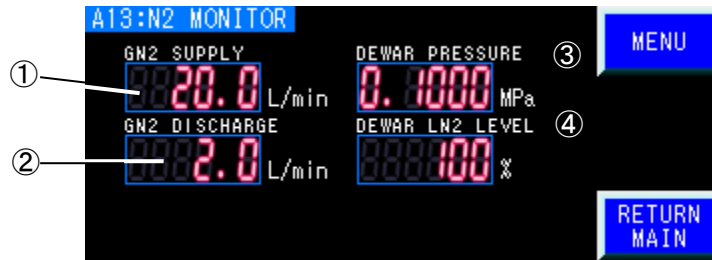 A13:N2 MONITOR
MENU
GN2 SUPPLY
DEWAR PRESSURE
③
①
20.0 L/min
0.1000 MPa
GN2 DISCHARGE
DEWAR LN2 LEVEL
④
②
2.0 L/min
100 %
RETURN
MAIN